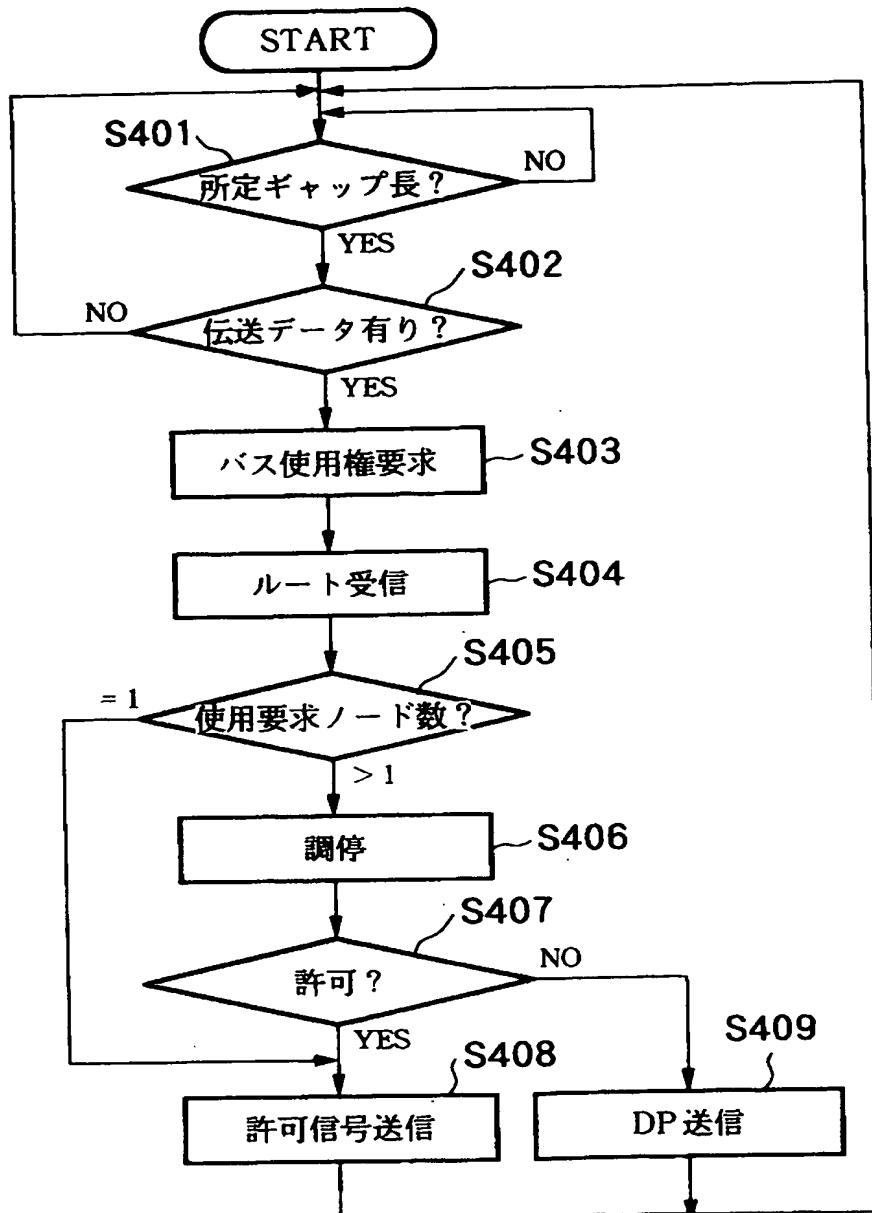 START
S401
所定ギャップ長?
NO
YES
S402
NO
伝送データ有り?
YES
バス使用権要求
S403
ルート受信
S404
S405
= 1
使用要求ノード数?
> 1
調停
S406
S407
許可?
NO
YES
S408
S409
許可信号送信
DP送信